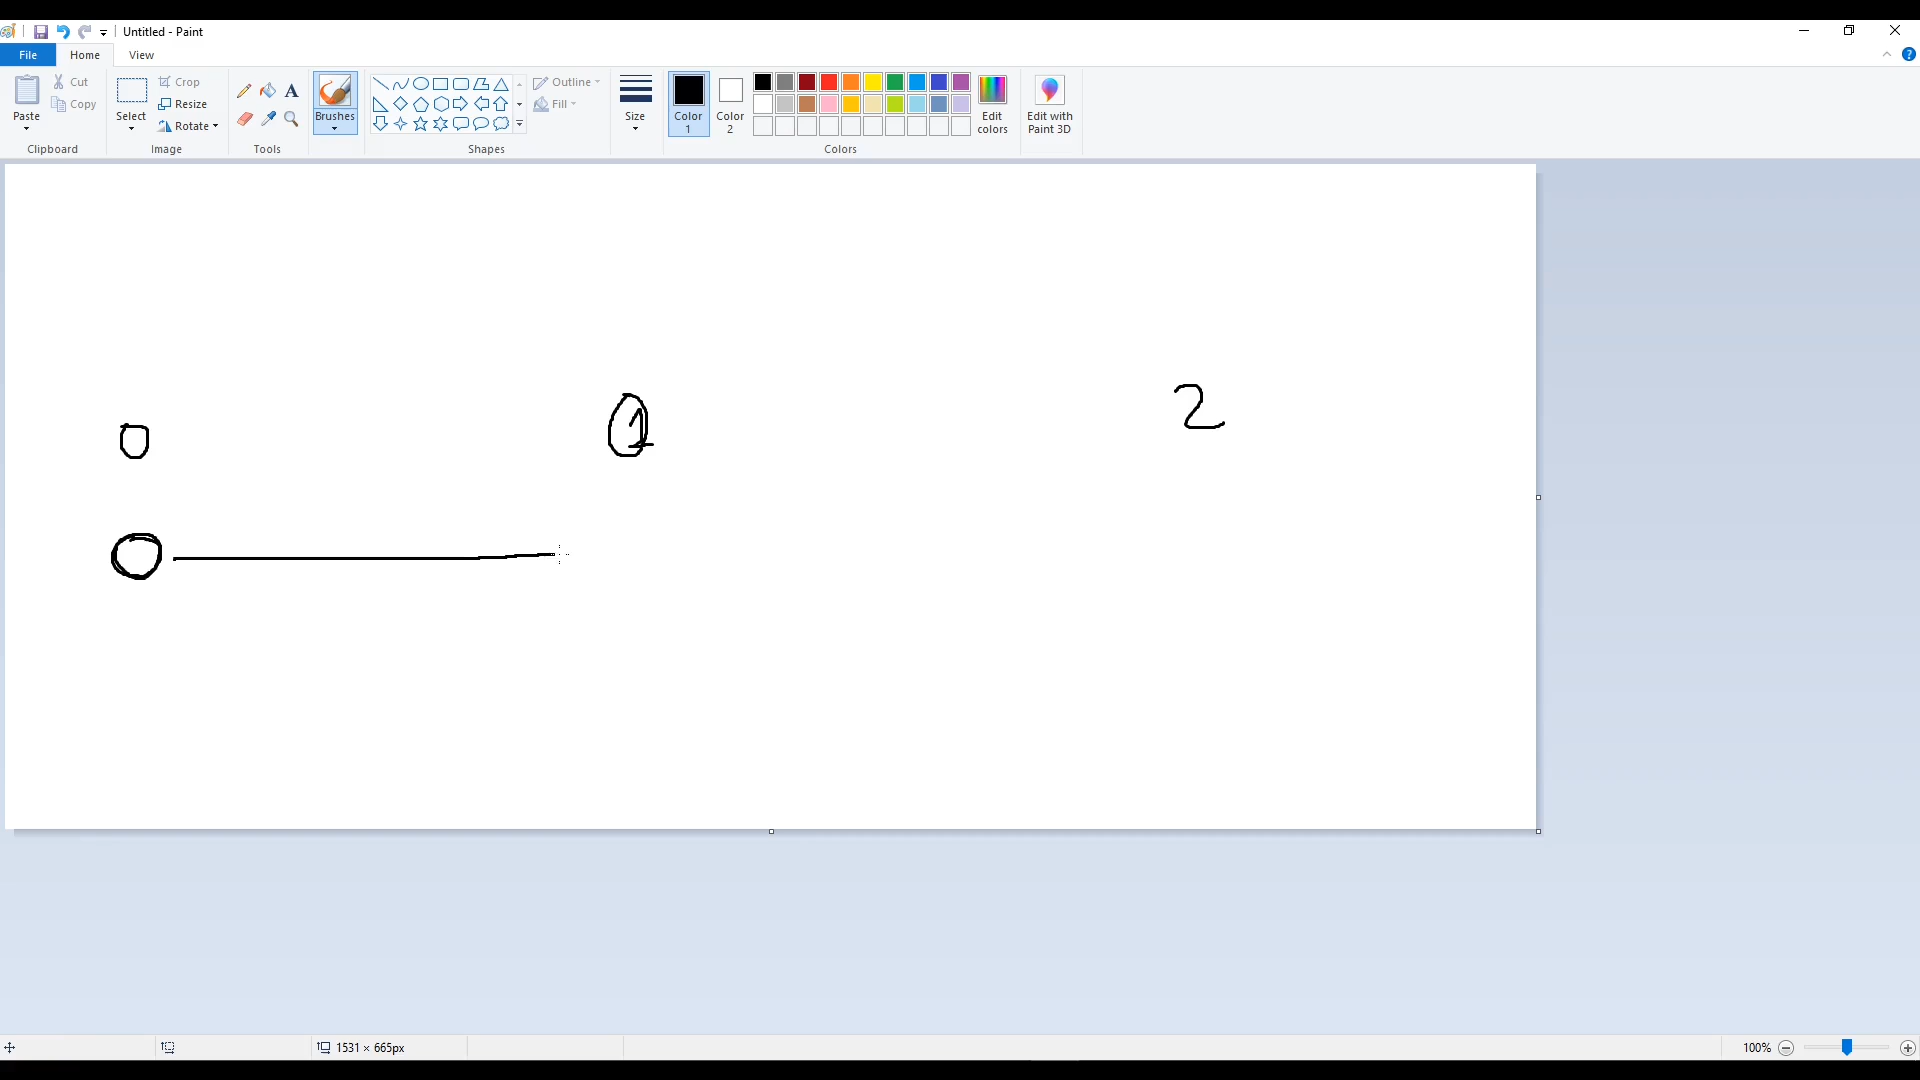 Untitled - Paint
File Home View
Paste Cut Copy Clipboard
Select Crop Resize Rotate Image
Tools
Brushes
Outline Fill Shapes
Size
Color 1 Color 2 Edit colors Colors
Edit with Paint 3D
0 1 2
1531 × 665px 100%